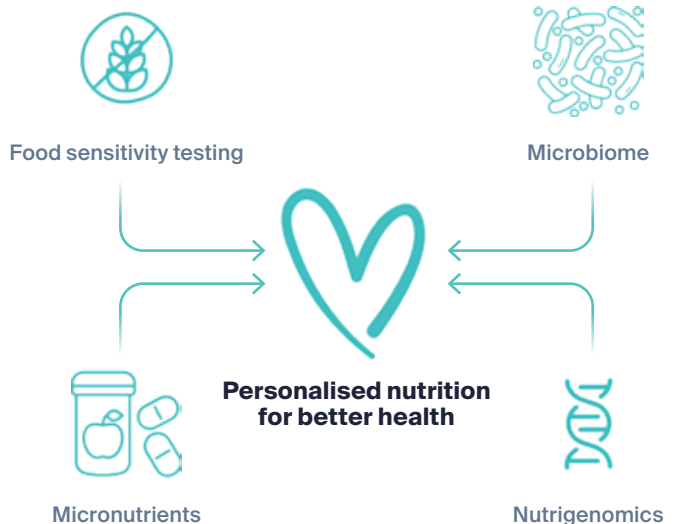 Food sensitivity testing
Microbiome
Personalised nutrition
for better health
Micronutrients
Nutrigenomics